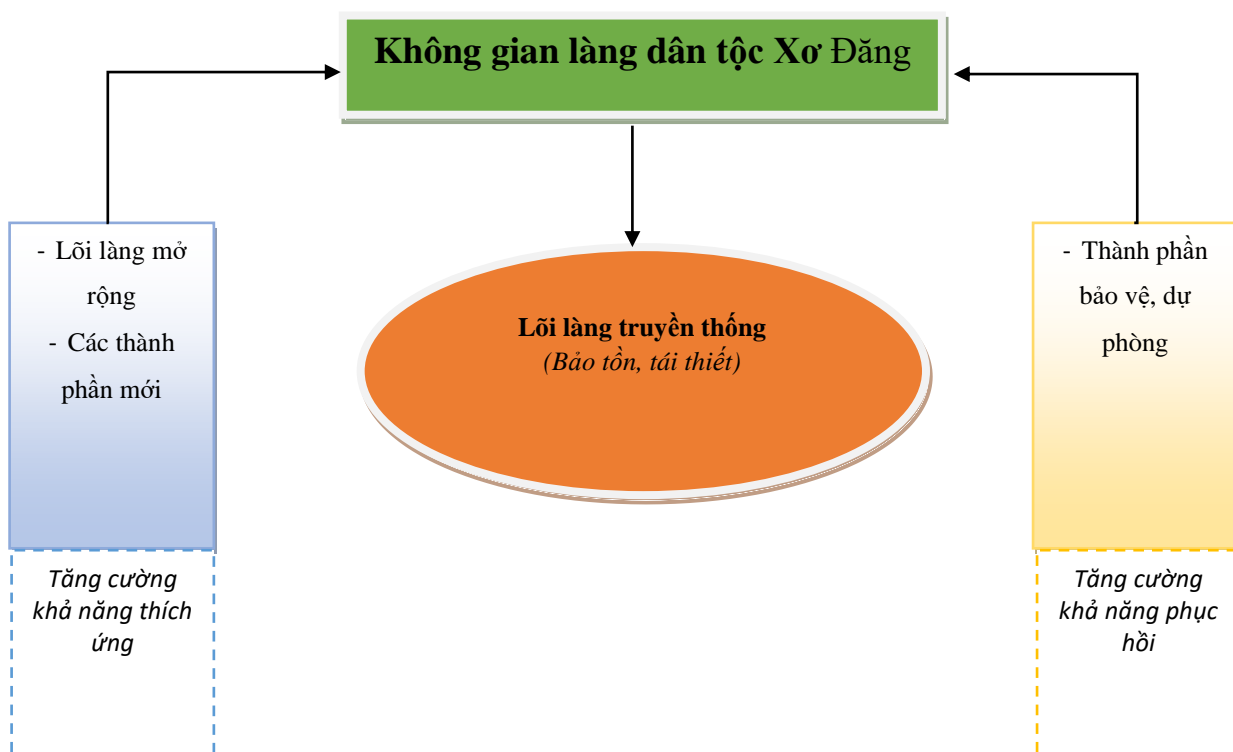 Không gian làng dân tộc Xơ Đăng
- Lõi làng mở
rộng
- Các thành
phần mới
Lõi làng truyền thống
(Bảo tồn, tái thiết)
- Thành phần
bảo vệ, dự
phòng
Tăng cường
khả năng thích
ứng
Tăng cường
khả năng phục
hồi